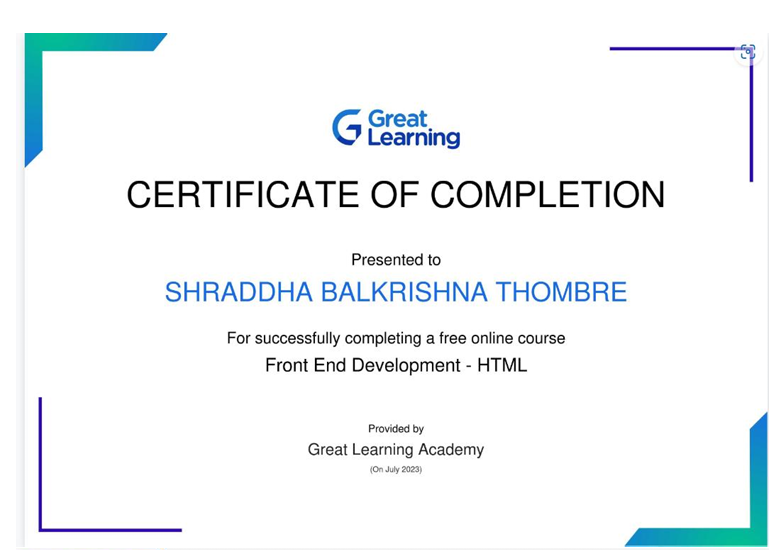 Great
Learning
CERTIFICATE OF COMPLETION
Presented to
SHRADDHA BALKRISHNA THOMBRE
For successfully completing a free online course
Front End Development - HTML
Provided by
Great Learning Academy
(On July 2023)